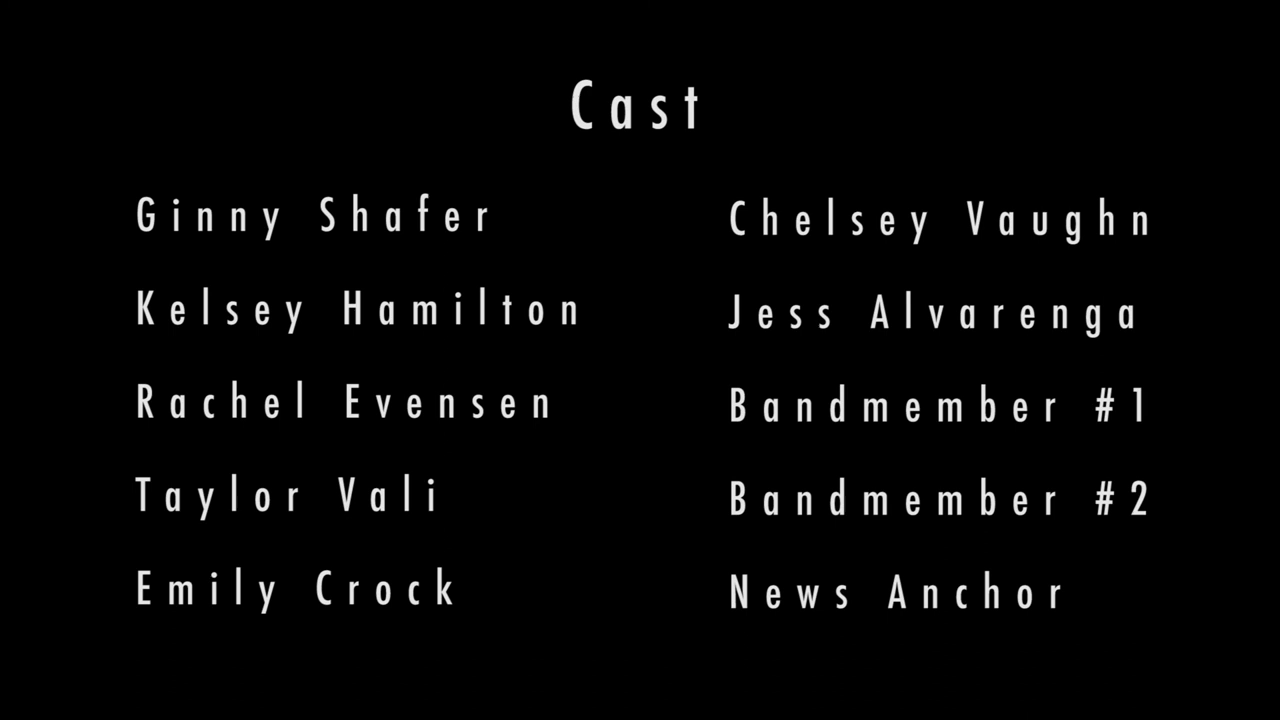 Cast
Ginny Shafer Chelsey Vaughn
Kelsey Hamilton Jess Alvarenga
Rachel Evensen Bandmember #1
Taylor Vali Bandmember #2
Emily Crock News Anchor